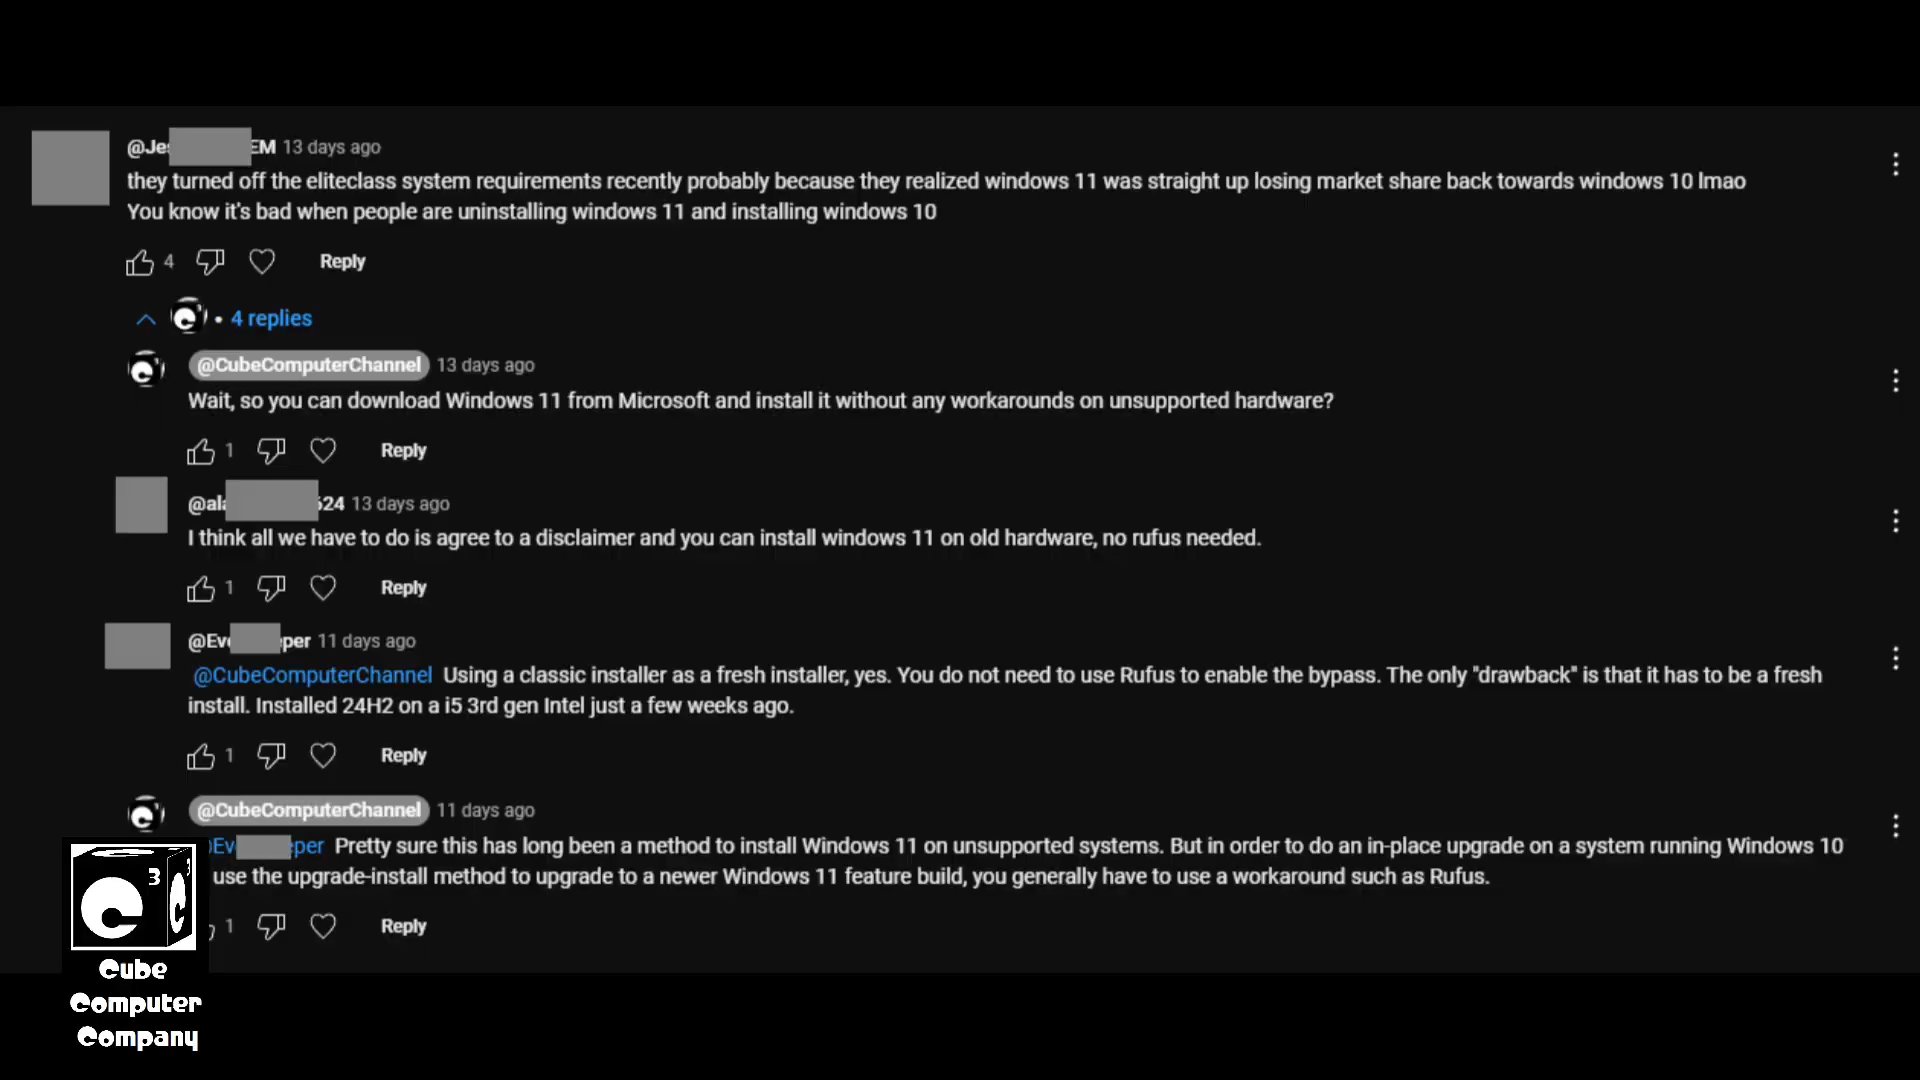 @Je EM 13 days ago
they turned off the eliteclass system requirements recently probably because they realized windows 11 was straight up losing market share back towards windows 10 lmao
You know it's bad when people are uninstalling windows 11 and installing windows 10
4 Reply
• 4 replies
@CubeComputerChannel 13 days ago
Wait, so you can download Windows 11 from Microsoft and install it without any workarounds on unsupported hardware?
1 Reply
@ala 624 13 days ago
I think all we have to do is agree to a disclaimer and you can install windows 11 on old hardware, no rufus needed.
1 Reply
@Eve per 11 days ago
@CubeComputerChannel Using a classic installer as a fresh installer, yes. You do not need to use Rufus to enable the bypass. The only "drawback" is that it has to be a fresh
install. Installed 24H2 on a i5 3rd gen Intel just a few weeks ago.
1 Reply
@CubeComputerChannel 11 days ago
@Ev per Pretty sure this has long been a method to install Windows 11 on unsupported systems. But in order to do an in-place upgrade on a system running Windows 10
use the upgrade-install method to upgrade to a newer Windows 11 feature build, you generally have to use a workaround such as Rufus.
1 Reply
C 3 C 3
Cube
Computer
Company